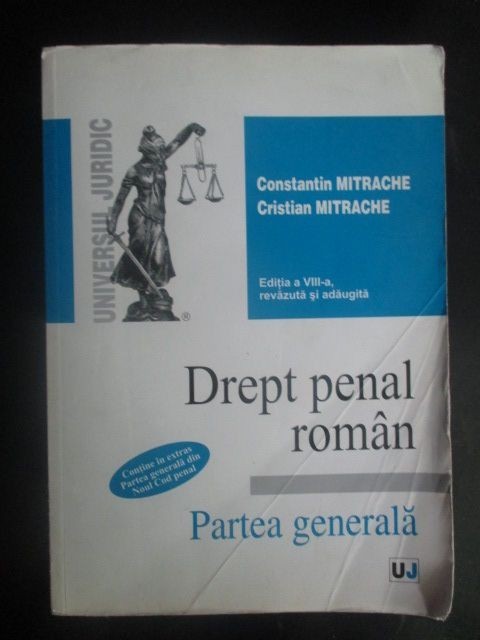 UNIVERSUL JURIDIC
®
Constantin MITRACHE
Cristian MITRACHE
Ediția a VIII-a,
revăzută și adăugită
Drept penal
român
Conține în extras
Partea generală din
Noul Cod penal
Partea generală
UJ